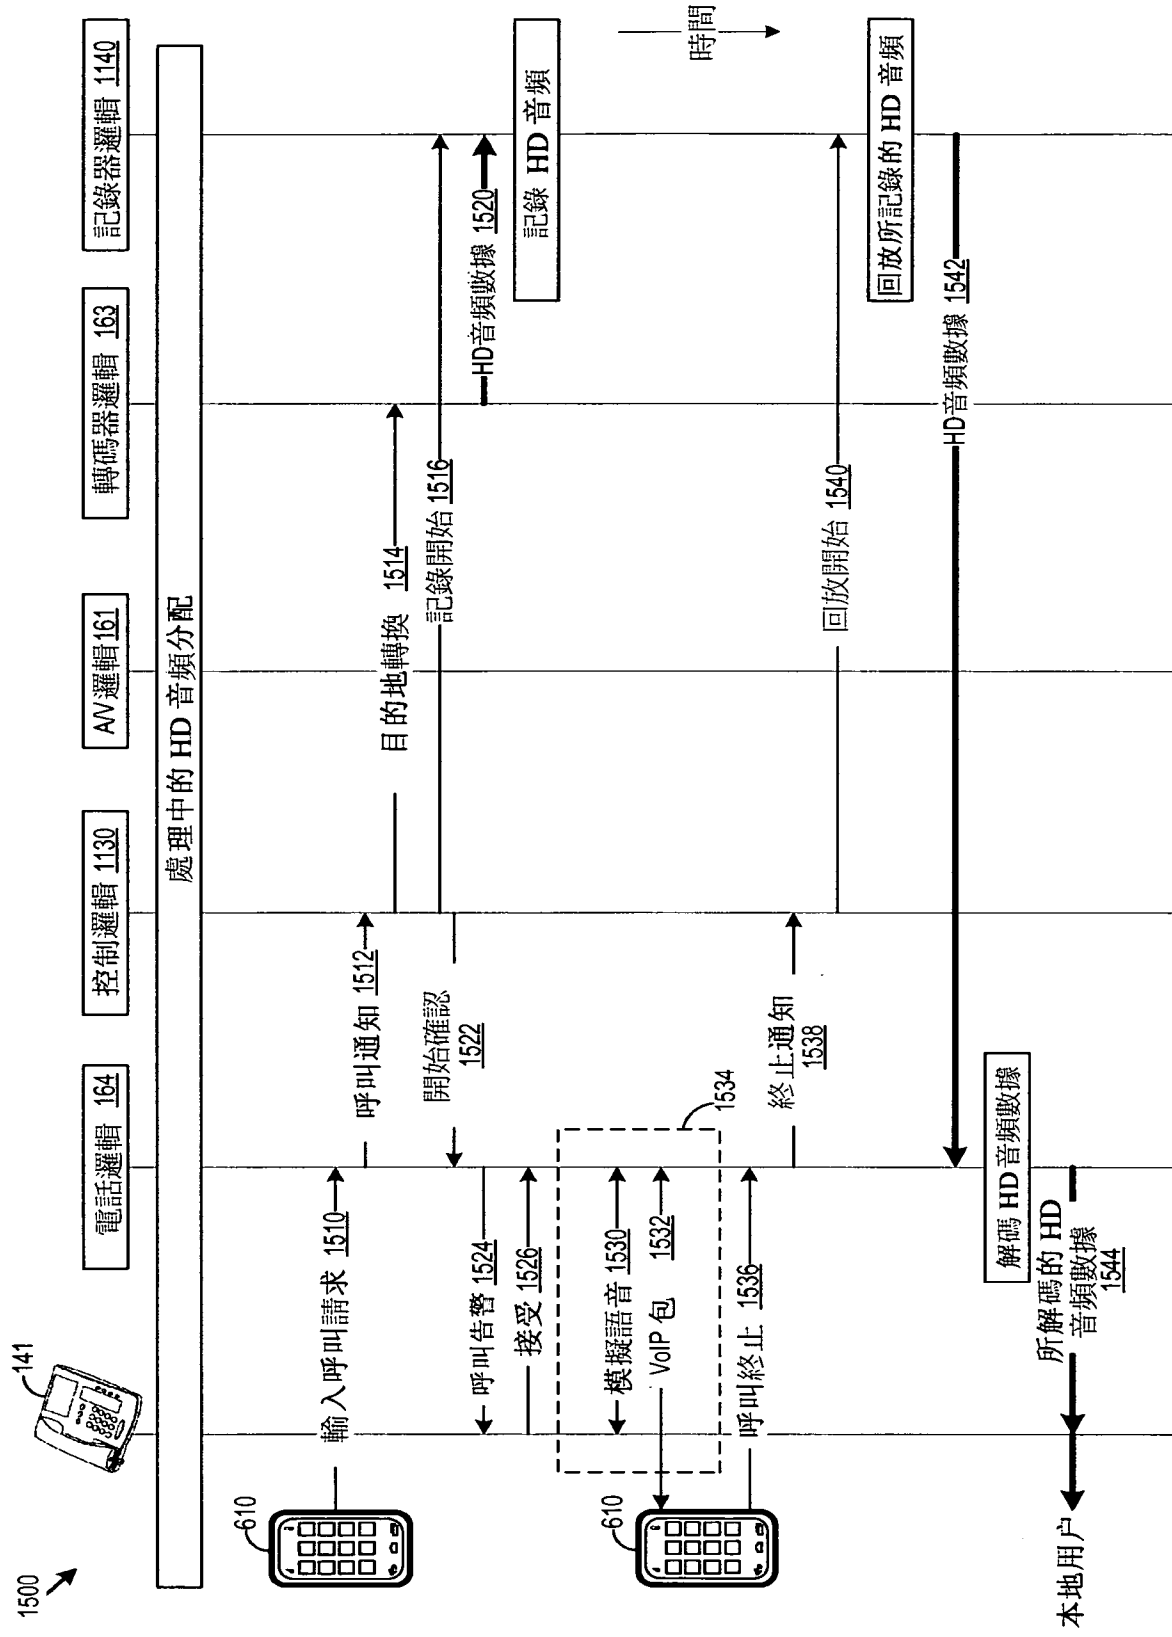 1500
141
電話邏輯 164
控制邏輯 1130
A/V邏輯161
轉碼器邏輯 163
記錄器邏輯 1140
處理中的 HD 音頻分配
610
輸入呼叫請求 1510
呼叫通知 1512
目的地轉換 1514
記錄開始 1516
HD音頻數據 1520
開始確認
1522
呼叫告警 1524
接受 1526
記錄 HD 音頻
時間
1534
模擬語音 1530
VoIP 包 1532
610
呼叫終止 1536
終止通知
1538
回放開始 1540
回放所記錄的 HD 音頻
HD音頻數據 1542
解碼 HD 音頻數據
所解碼的 HD
音頻數據
1544
本地用户